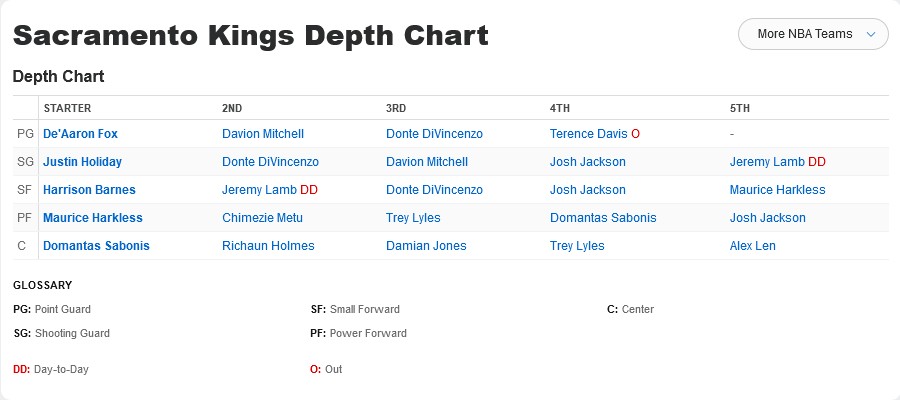 Sacramento Kings Depth Chart
More NBA Teams
Depth Chart
STARTER 2ND 3RD 4TH 5TH
PG De'Aaron Fox Davion Mitchell Donte DiVincenzo Terence Davis O -
SG Justin Holiday Donte DiVincenzo Davion Mitchell Josh Jackson Jeremy Lamb DD
SF Harrison Barnes Jeremy Lamb DD Donte DiVincenzo Josh Jackson Maurice Harkless
PF Maurice Harkless Chimezie Metu Trey Lyles Domantas Sabonis Josh Jackson
C Domantas Sabonis Richaun Holmes Damian Jones Trey Lyles Alex Len
GLOSSARY
PG: Point Guard SF: Small Forward C: Center
SG: Shooting Guard PF: Power Forward
DD: Day-to-Day O: Out